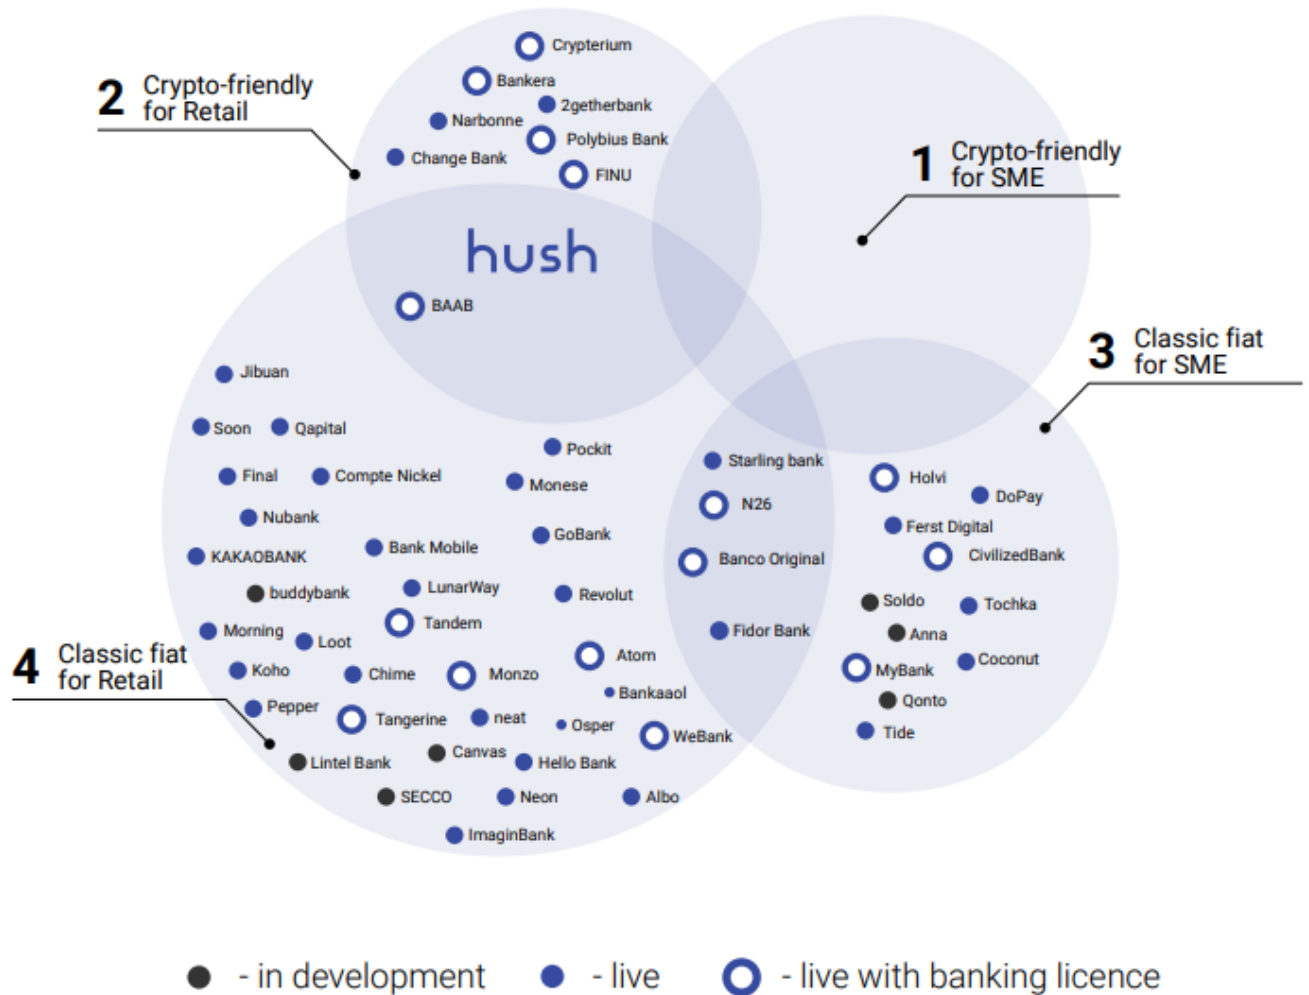 Crypterium
2 Crypto-friendly
for Retail
Bankera
2getherbank
Narbonne
Polybius Bank
Change Bank
FINU
1 Crypto-friendly
for SME
hush
BAAB
3 Classic fiat
for SME
Jibuan
Soon
Qapital
Pockit
Starling bank
Final
Compte Nickel
Monese
Holvi
DoPay
N26
Nubank
Ferst Digital
GoBank
Bank Mobile
KAKAOBANK
Banco Original
CivilizedBank
buddybank
LunarWay
Revolut
Soldo
Tochka
Morning
Tandem
Fidor Bank
Anna
Loot
4 Classic fiat
for Retail
Koho
Chime
Monzo
Atom
MyBank
Coconut
Bankaaol
Qonto
Pepper
Tangerine
neat
Osper
WeBank
Tide
Lintel Bank
Canvas
Hello Bank
SECCO
Neon
Albo
ImaginBank
- in development
- live
- live with banking licence